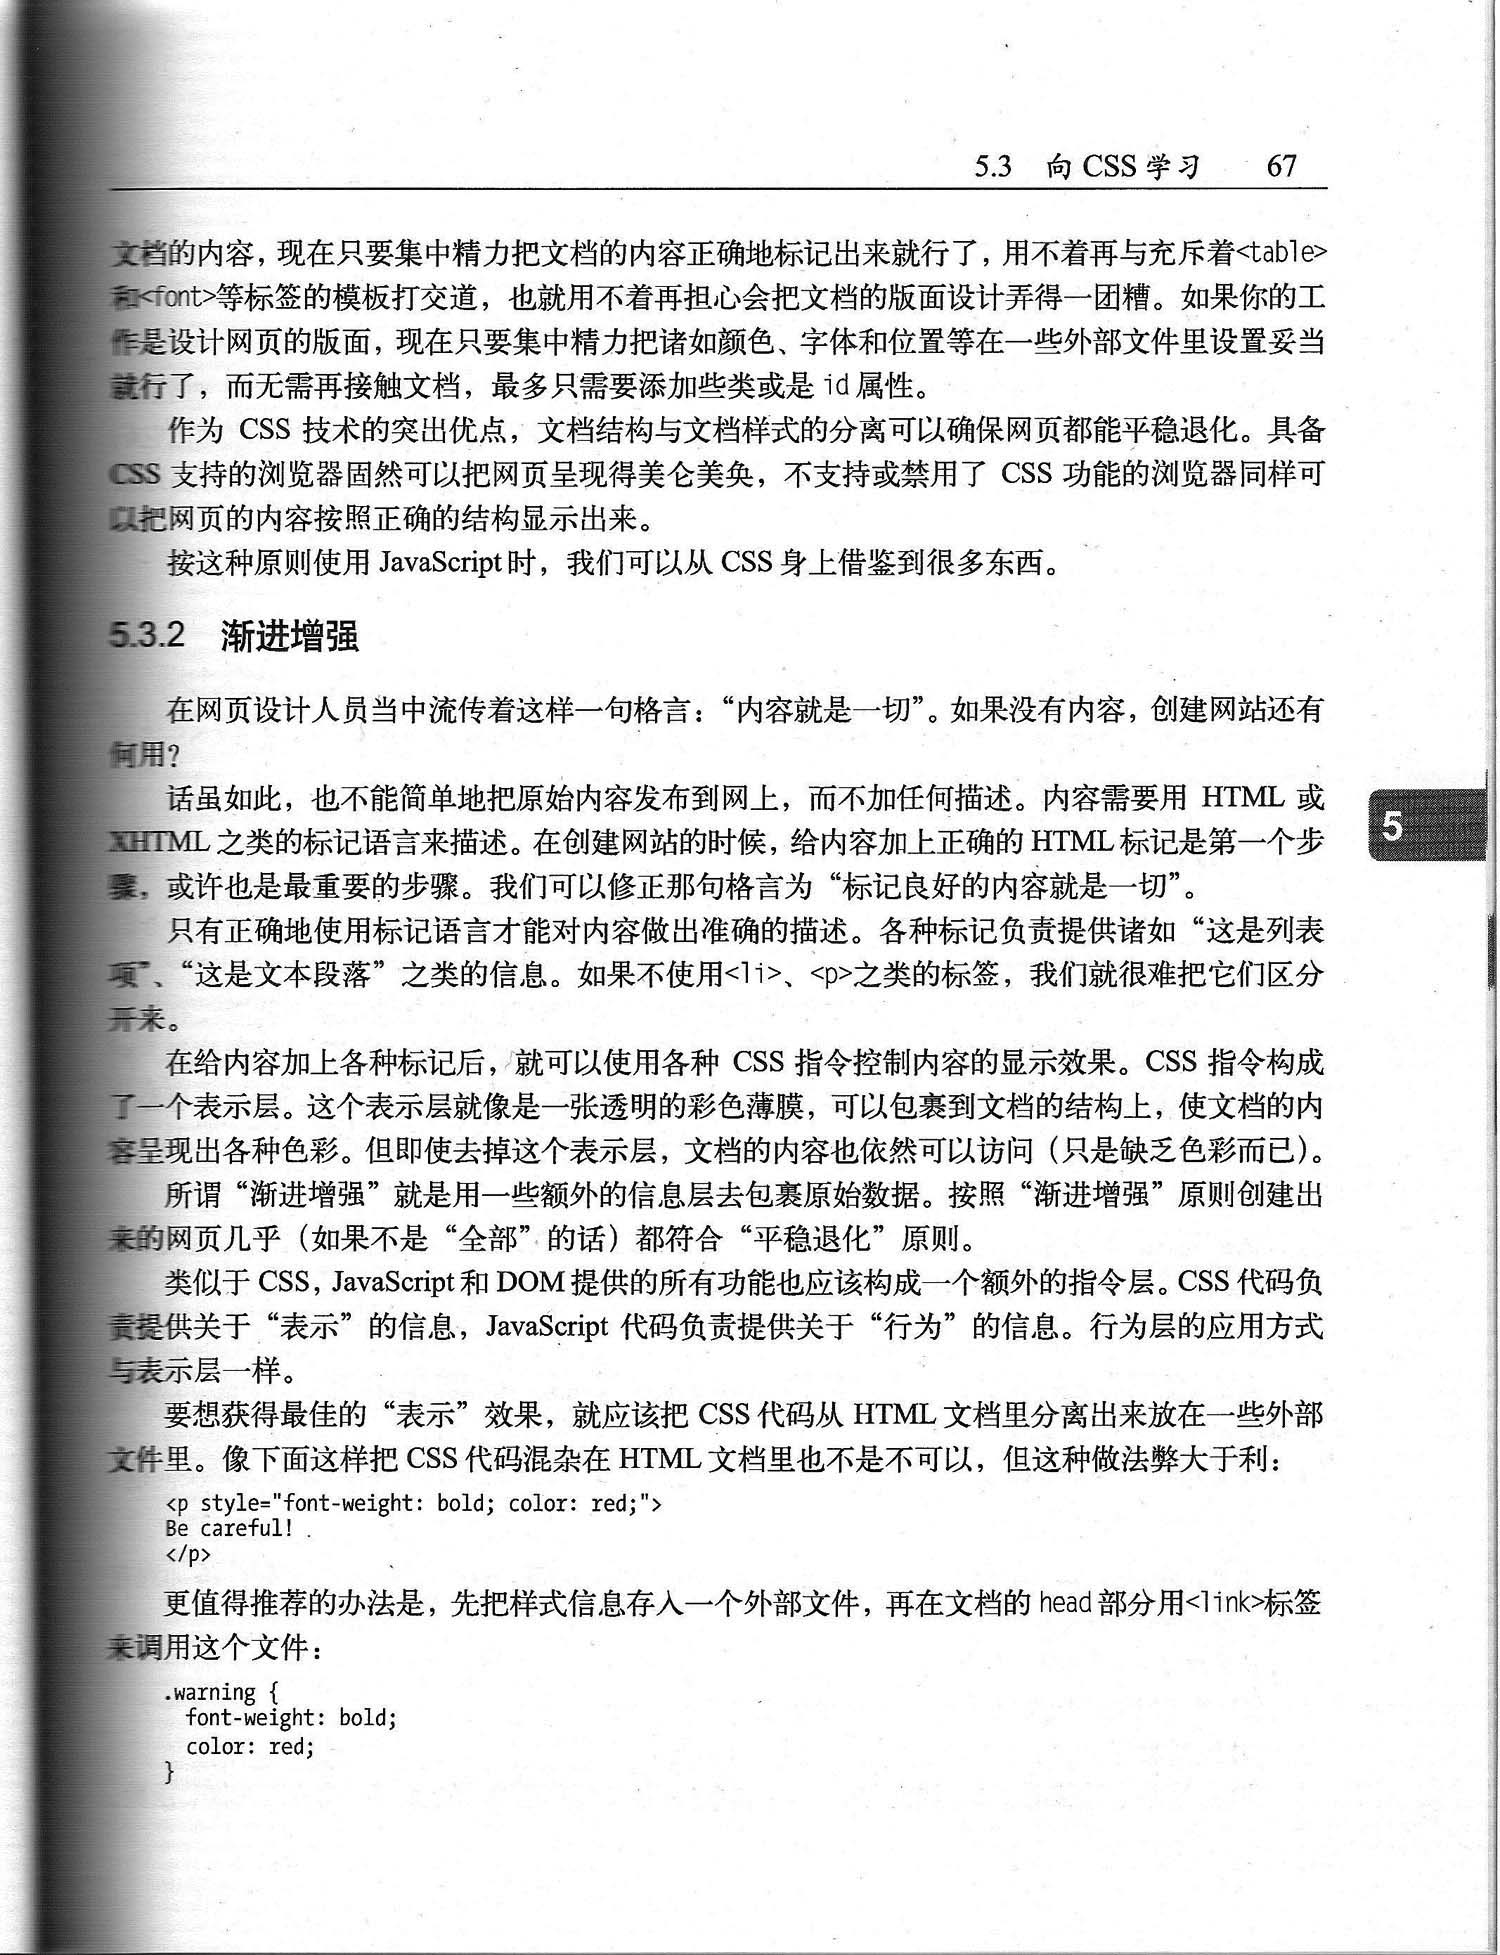 5.3 向 CSS 学习 67
文档的内容，现在只要集中精力把文档的内容正确地标记出来就行了，用不着再与充斥着<table>
和<font>等标签的模板打交道，也就用不着再担心会把文档的版面设计弄得一团糟。如果你的工
作是设计网页的版面，现在只要集中精力把诸如颜色、字体和位置等在一些外部文件里设置妥当
就行了，而无需再接触文档，最多只需要添加些类或是 id 属性。
作为 CSS 技术的突出优点，文档结构与文档样式的分离可以确保网页都能平稳退化。具备
CSS 支持的浏览器固然可以把网页呈现得美仑美奂，不支持或禁用了 CSS 功能的浏览器同样可
以把网页的内容按照正确的结构显示出来。
按这种原则使用 JavaScript 时，我们可以从 CSS 身上借鉴到很多东西。
5.3.2 渐进增强
在网页设计人员当中流传着这样一句格言：“内容就是一切”。如果没有内容，创建网站还有
何用？
话虽如此，也不能简单地把原始内容发布到网上，而不加任何描述。内容需要用 HTML 或
XHTML 之类的标记语言来描述。在创建网站的时候，给内容加上正确的 HTML 标记是第一个步
骤，或许也是最重要的步骤。我们可以修正那句格言为“标记良好的内容就是一切”。
只有正确地使用标记语言才能对内容做出准确的描述。各种标记负责提供诸如“这是列表
项”、“这是文本段落”之类的信息。如果不使用<li>、<p>之类的标签，我们就很难把它们区分
开来。
在给内容加上各种标记后，就可以使用各种 CSS 指令控制内容的显示效果。CSS 指令构成
了一个表示层。这个表示层就像是一张透明的彩色薄膜，可以包裹到文档的结构上，使文档的内
容呈现出各种色彩。但即使去掉这个表示层，文档的内容也依然可以访问（只是缺乏色彩而已）。
所谓“渐进增强”就是用一些额外的信息层去包裹原始数据。按照“渐进增强”原则创建出
来的网页几乎（如果不是“全部”的话）都符合“平稳退化”原则。
类似于 CSS，JavaScript 和 DOM 提供的所有功能也应该构成一个额外的指令层。CSS 代码负
责提供关于“表示”的信息，JavaScript 代码负责提供关于“行为”的信息。行为层的应用方式
与表示层一样。
要想获得最佳的“表示”效果，就应该把 CSS 代码从 HTML 文档里分离出来放在一些外部
文件里。像下面这样把 CSS 代码混杂在 HTML 文档里也不是不可以，但这种做法弊大于利：
<p style="font-weight: bold; color: red;">
Be careful!
</p>
更值得推荐的办法是，先把样式信息存入一个外部文件，再在文档的 head 部分用<link>标签
来调用这个文件：
.warning {
font-weight: bold;
color: red;
}
5